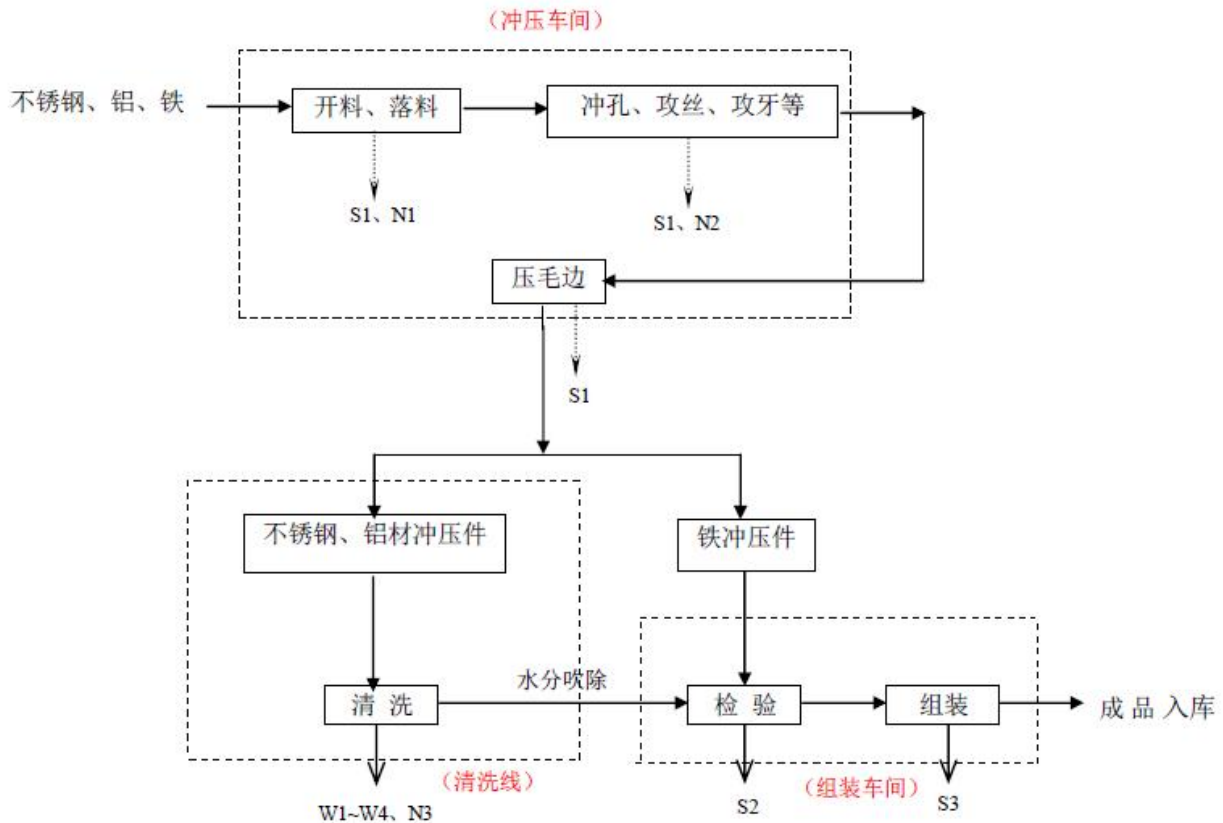 （冲压车间）
不锈钢、铝、铁
开料、落料
冲孔、攻丝、攻牙等
S1、N1
S1、N2
压毛边
S1
不锈钢、铝材冲压件
铁冲压件
水分吹除
清 洗
检 验
组装
成 品 入库
（清洗线）
（组装车间）
W1~W4、N3
S2
S3